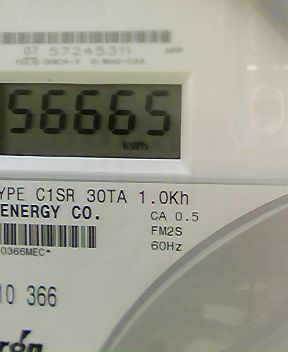 07 57245311
56665
kWh
YPE C1SR 30TA 1.0Kh
ENERGY CO.
CA 0.5
FM2S
60Hz
0366MEC*
10 366
rón